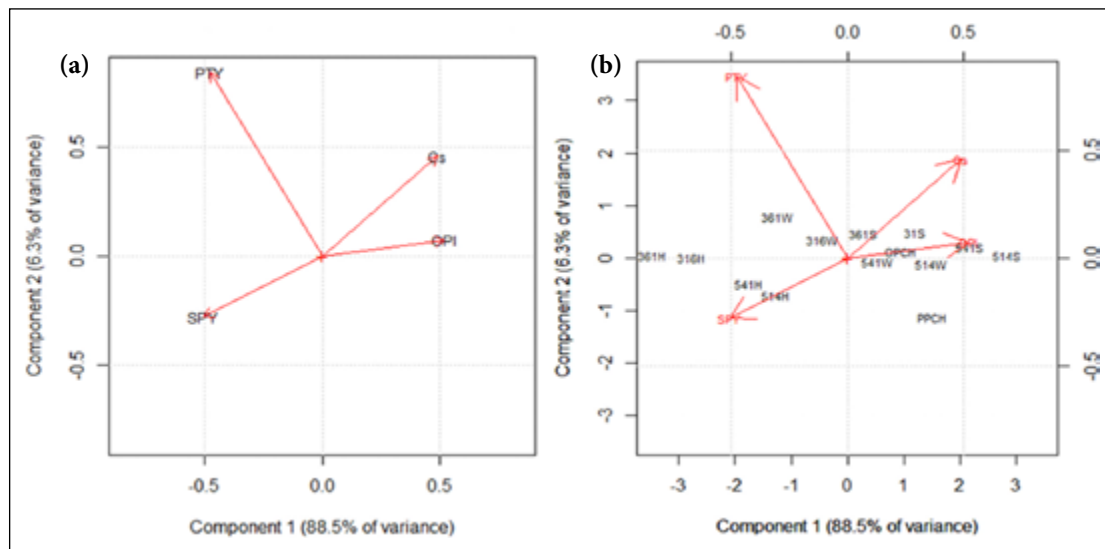 (a)
PTY
Os
OPI
SPY
0.5
0.0
-0.5
-0.5
0.0
0.5
Component 2 (6.3% of variance)
Component 1 (88.5% of variance)
(b)
-0.5
0.0
0.5
PTY
361W
316W
361S
31S
OPCH
541S
514S
361H
316H
541W
514W
541H
514H
PPCH
3
2
1
0
-1
-2
-3
0.5
0.0
-0.5
-3
-2
-1
0
1
2
3
Component 2 (6.3% of variance)
Component 1 (88.5% of variance)